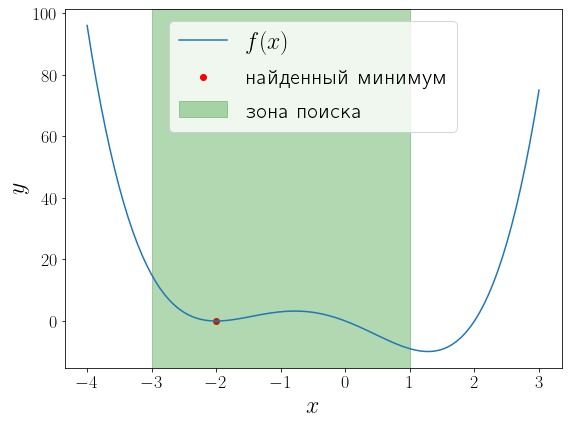 100
80
60
40
20
0
y
f(x)
найденный минимум
зона поиска
−4 −3 −2 −1 0 1 2 3
x